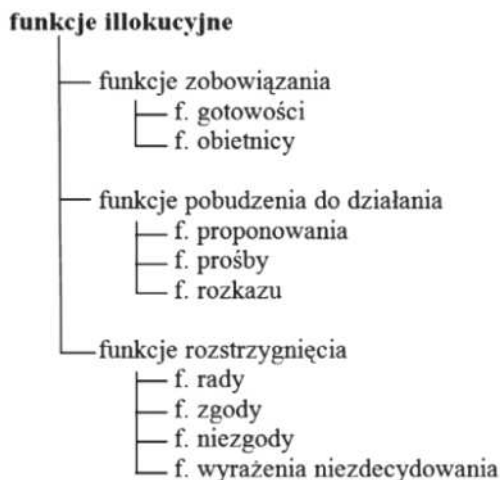 funkcje illokucyjne
funkcje zobowiązania
f. gotowości
f. obietnicy
funkcje pobudzenia do działania
f. proponowania
f. prośby
f. rozkazu
funkcje rozstrzygnięcia
f. rady
f. zgody
f. niezgody
f. wyrażenia niezdecydowania